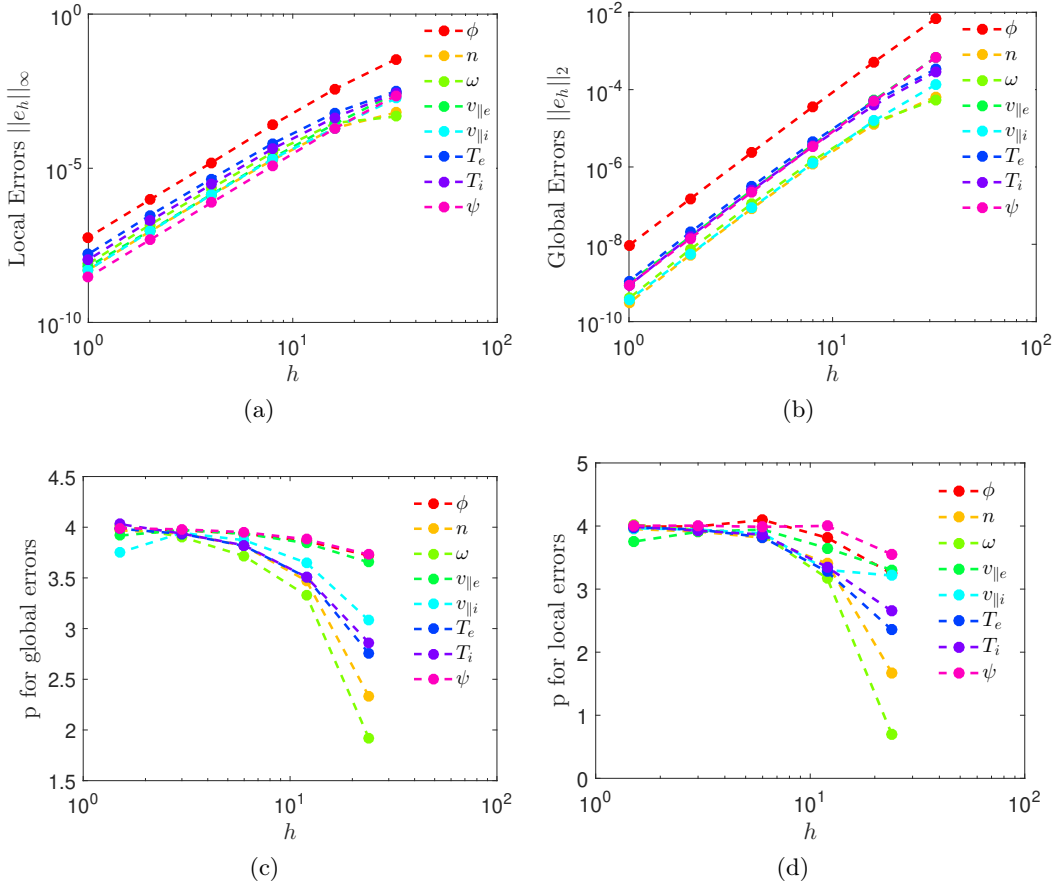 Local Errors ||e_h||_∞
10^0
10^-5
10^-10
10^0
10^1
10^2
h
ϕ
n
ω
v_∥e
v_∥i
T_e
T_i
ψ
(a)
Global Errors ||e_h||_2
10^-2
10^-4
10^-6
10^-8
10^-10
10^0
10^1
10^2
h
ϕ
n
ω
v_∥e
v_∥i
T_e
T_i
ψ
(b)
p for global errors
4.5
4
3.5
3
2.5
2
1.5
10^0
10^1
10^2
h
ϕ
n
ω
v_∥e
v_∥i
T_e
T_i
ψ
(c)
p for local errors
5
4
3
2
1
0
10^0
10^1
10^2
h
ϕ
n
ω
v_∥e
v_∥i
T_e
T_i
ψ
(d)